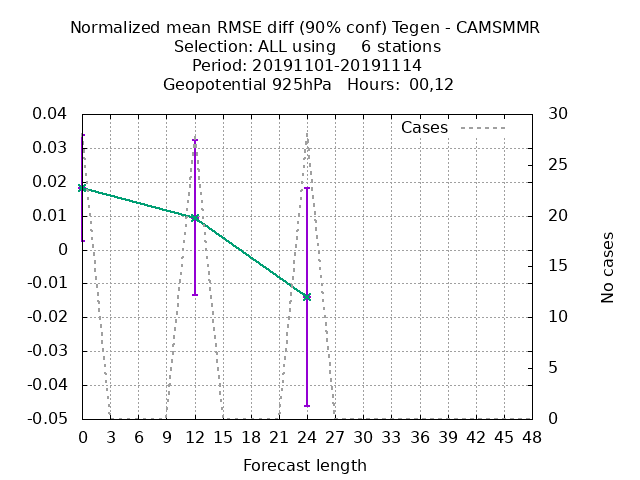 Normalized mean RMSE diff (90% conf) Tegen - CAMSMMR
Selection: ALL using     6 stations
Period: 20191101-20191114
Geopotential 925hPa   Hours:  00,12
Cases
0.04
0.03
0.02
0.01
0
-0.01
-0.02
-0.03
-0.04
-0.05
30
25
20
15
10
5
0
No cases
0 3 6 9 12 15 18 21 24 27 30 33 36 39 42 45 48
Forecast length